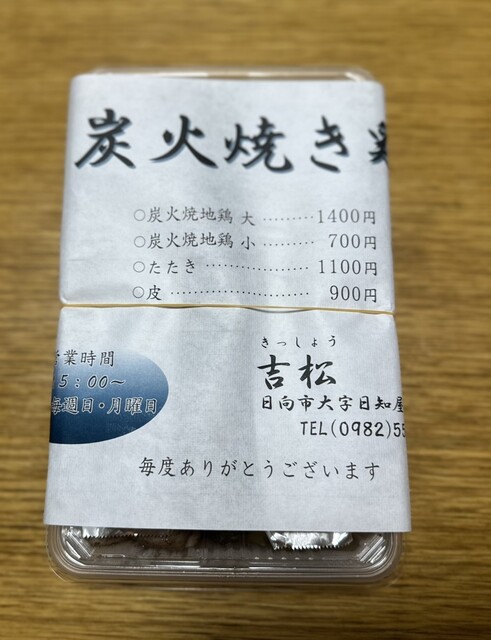 炭火焼き
○炭火焼地鶏 大 ………1400円
○炭火焼地鶏 小 ……… 700円
○たたき ………………1100円
○皮 …………………… 900円
営業時間
5：00～
毎週日・月曜日
きっしょう
吉松
日向市大字日知屋
TEL(0982)5
毎度ありがとうございます